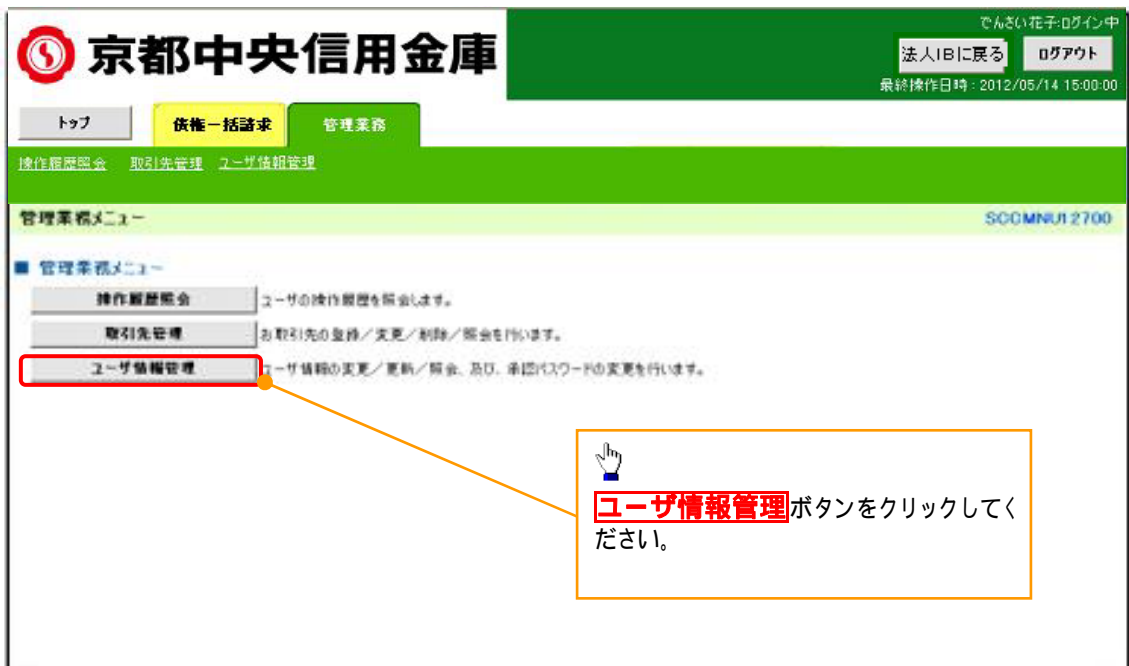 京都中央信用金庫
でんさい花子:ログイン中
法人IBに戻る ログアウト
最終操作日時：2012/05/14 15:00:00
トップ 債権一括請求 管理業務
操作履歴照会 取引先管理 ユーザ情報管理
管理業務メニュー SCCMNU12700
■ 管理業務メニュー
操作履歴照会 ユーザの操作履歴を照会します。
取引先管理 お取引先の登録／変更／削除／照会を行います。
ユーザ情報管理 ユーザ情報の変更／更新／照会、及び、承認パスワードの変更を行います。
ユーザ情報管理ボタンをクリックしてく
ださい。